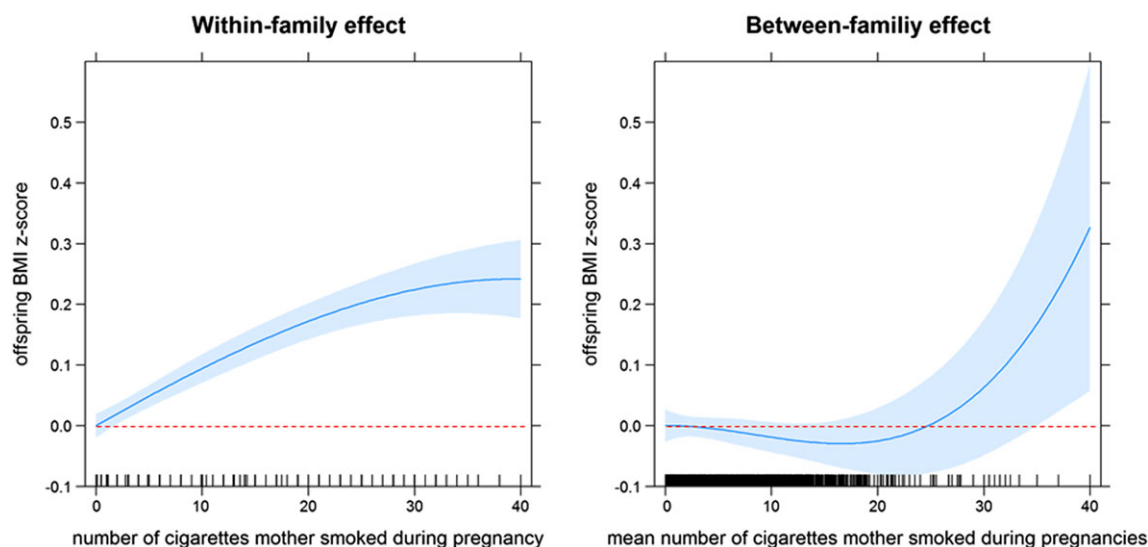 Within-family effect
0.5
0.4
0.3
0.2
0.1
0.0
-0.1
offspring BMI z-score
0 10 20 30 40
number of cigarettes mother smoked during pregnancy
Between-familiy effect
0.5
0.4
0.3
0.2
0.1
0.0
-0.1
offspring BMI z-score
0 10 20 30 40
mean number of cigarettes mother smoked during pregnancies